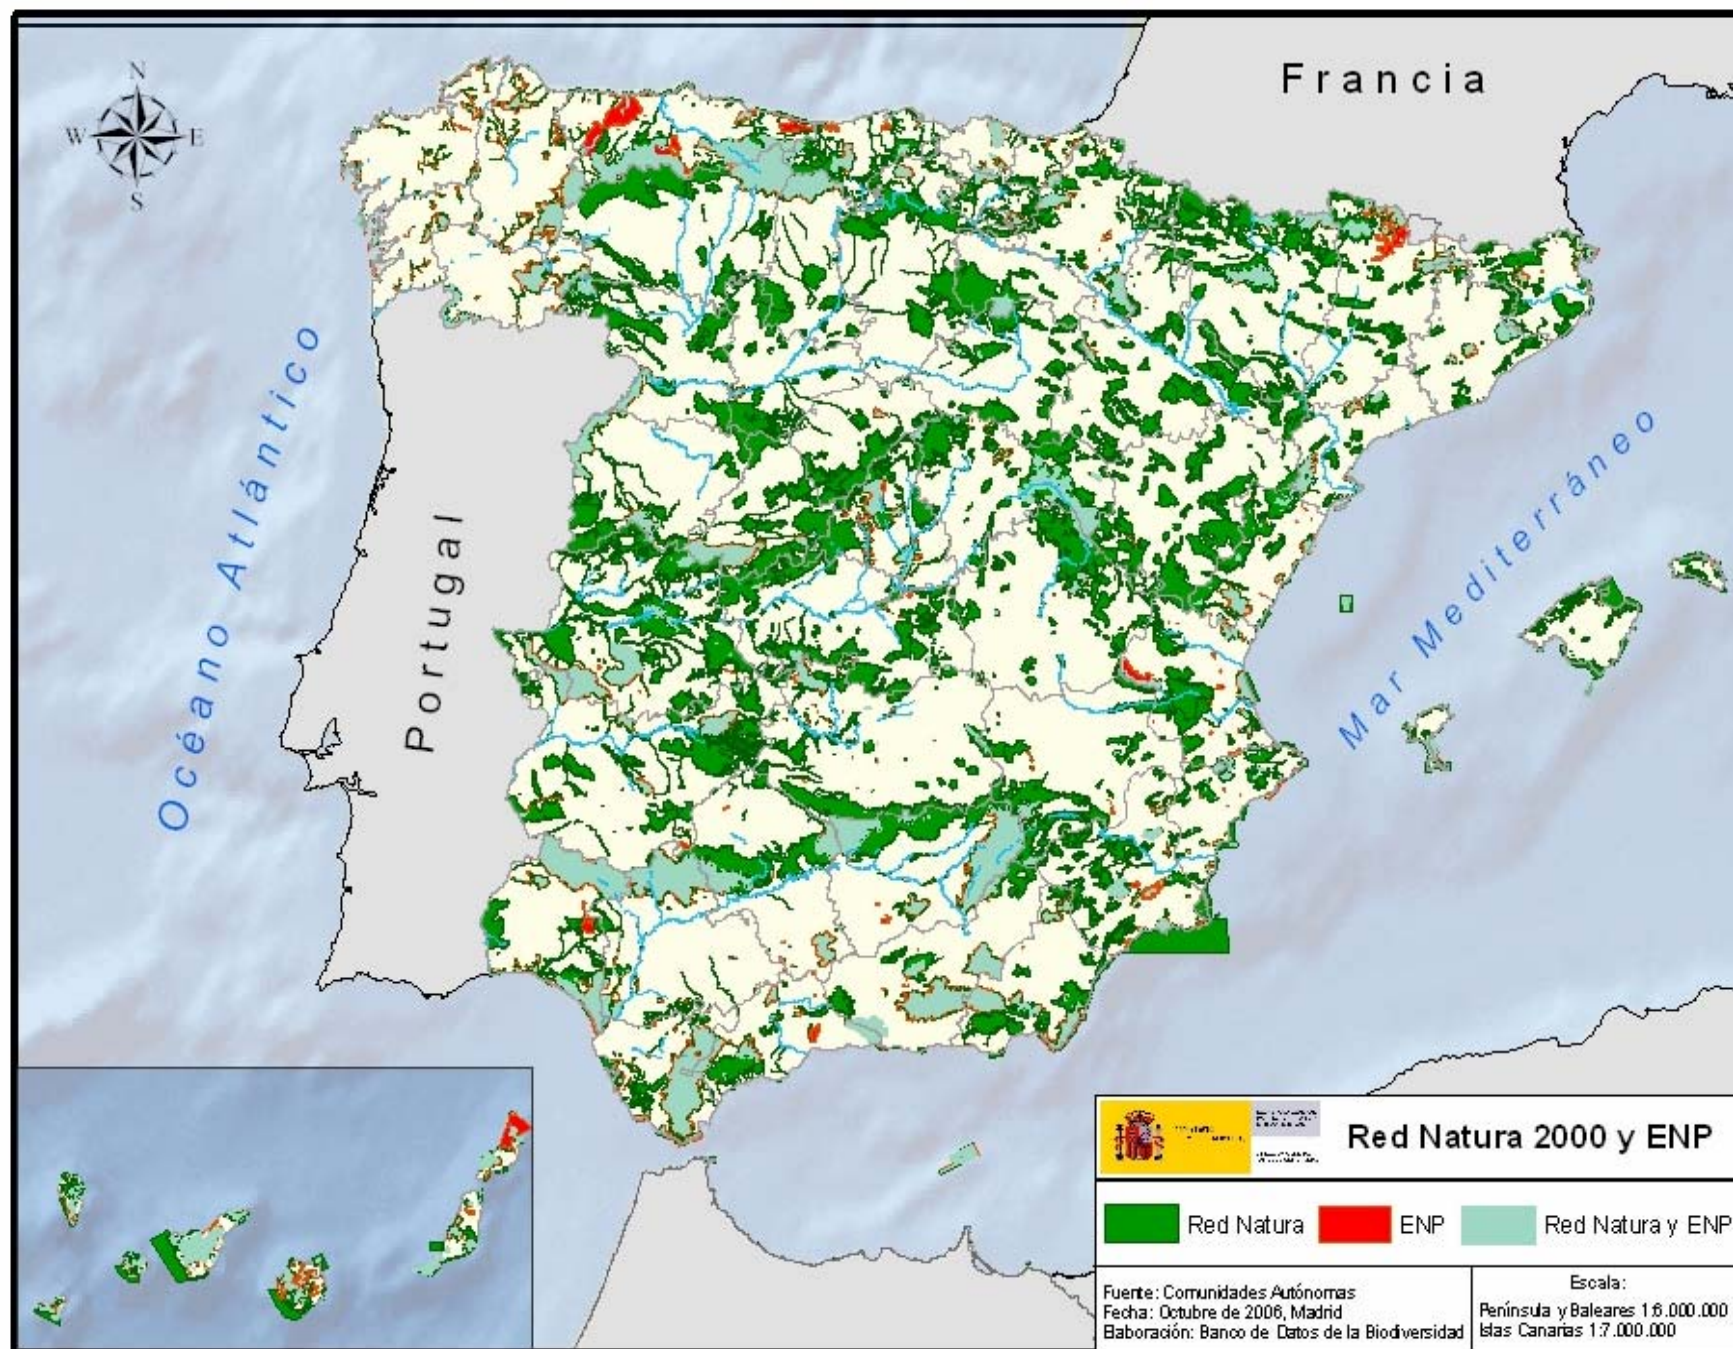 N
W
E
S
Francia
Océano Atlántico
Portugal
Mar Mediterráneo
Red Natura 2000 y ENP
Red Natura
ENP
Red Natura y ENP
Fuente: Comunidades Autónomas
Fecha: Octubre de 2006, Madrid
Elaboración: Banco de Datos de la Biodiversidad
Escala:
Península y Baleares 1:6.000.000
Islas Canarias 1:7.000.000